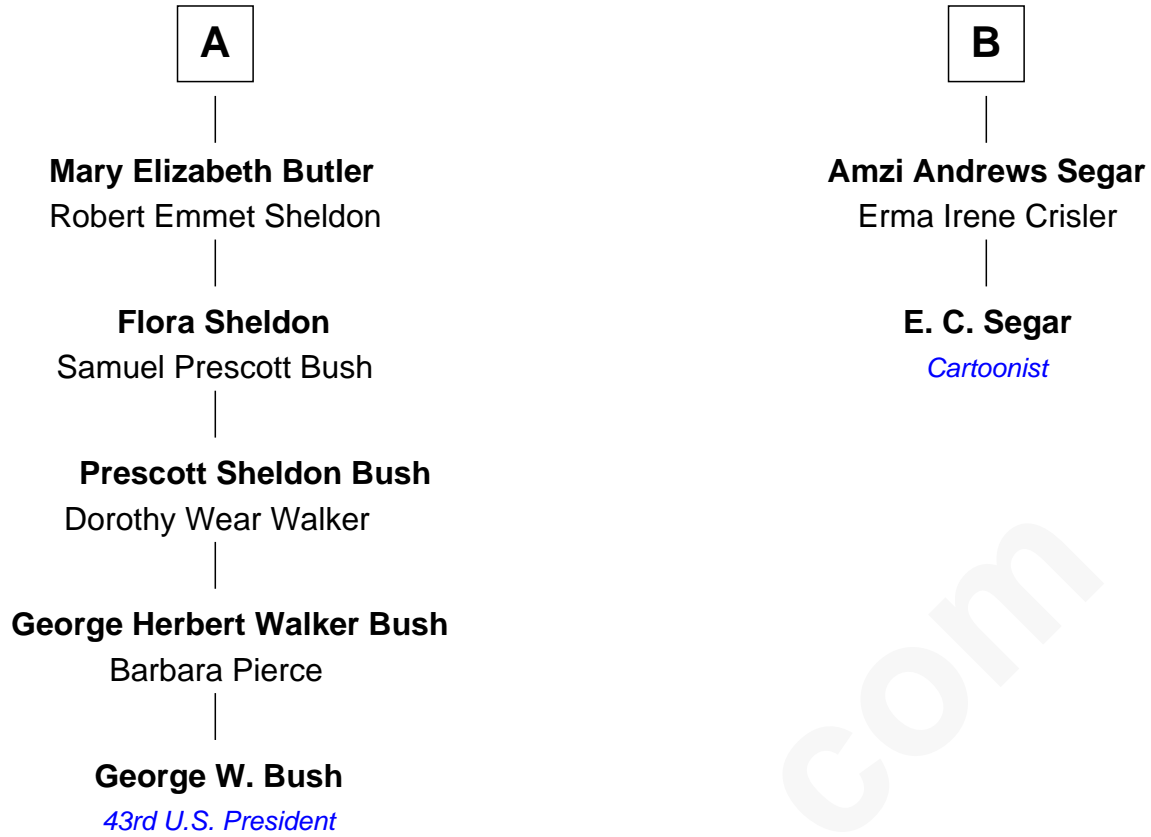 A
Mary Elizabeth Butler
Robert Emmet Sheldon
Flora Sheldon
Samuel Prescott Bush
Prescott Sheldon Bush
Dorothy Wear Walker
George Herbert Walker Bush
Barbara Pierce
George W. Bush
43rd U.S. President
B
Amzi Andrews Segar
Erma Irene Crisler
E. C. Segar
Cartoonist
com